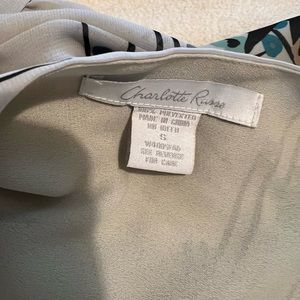 Charlotte Russe
100% POLYESTER
MADE IN CHINA
S
SEE REVERSE
FOR CARE